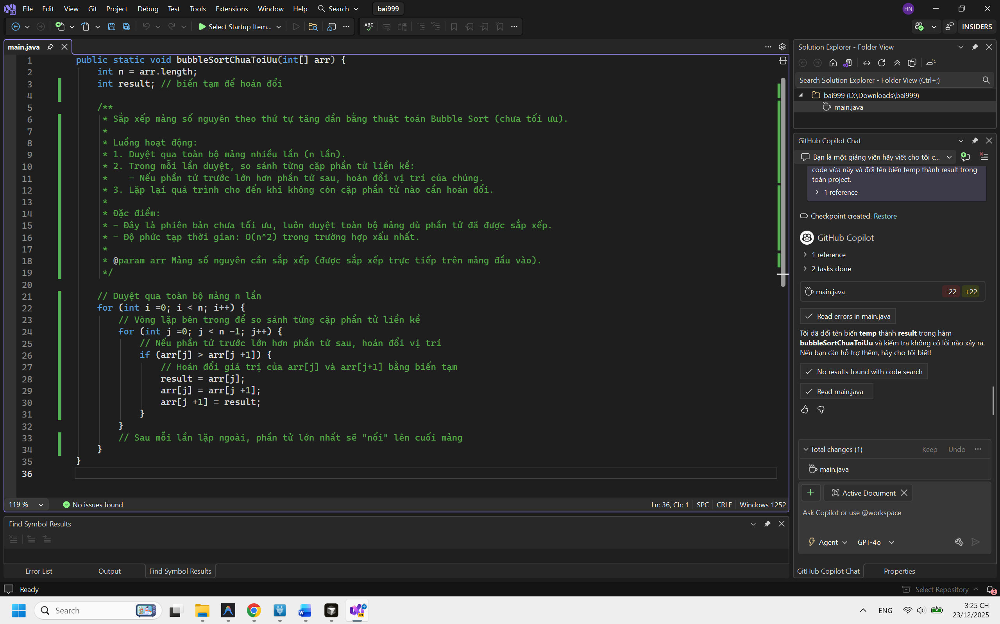 File Edit View Git Project Debug Test Tools Extensions Window Help Search bai999 HN
Select Startup Item... ABC INSIDERS
main.java
1 public static void bubbleSortChuaToiUu(int[] arr) {
2 int n = arr.length;
3 int result; // biến tạm để hoán đổi
4
5 /**
6 * Sắp xếp mảng số nguyên theo thứ tự tăng dần bằng thuật toán Bubble Sort (chưa tối ưu).
7 *
8 * Luồng hoạt động:
9 * 1. Duyệt qua toàn bộ mảng nhiều lần (n lần).
10 * 2. Trong mỗi lần duyệt, so sánh từng cặp phần tử liền kề:
11 * - Nếu phần tử trước lớn hơn phần tử sau, hoán đổi vị trí của chúng.
12 * 3. Lặp lại quá trình cho đến khi không còn cặp phần tử nào cần hoán đổi.
13 *
14 * Đặc điểm:
15 * - Đây là phiên bản chưa tối ưu, luôn duyệt toàn bộ mảng dù phần tử đã được sắp xếp.
16 * - Độ phức tạp thời gian: O(n^2) trong trường hợp xấu nhất.
17 *
18 * @param arr Mảng số nguyên cần sắp xếp (được sắp xếp trực tiếp trên mảng đầu vào).
19 */
20
21 // Duyệt qua toàn bộ mảng n lần
22 for (int i =0; i < n; i++) {
23 // Vòng lặp bên trong để so sánh từng cặp phần tử liền kề
24 for (int j =0; j < n -1; j++) {
25 // Nếu phần tử trước lớn hơn phần tử sau, hoán đổi vị trí
26 if (arr[j] > arr[j +1]) {
27 // Hoán đổi giá trị của arr[j] và arr[j+1] bằng biến tạm
28 result = arr[j];
29 arr[j] = arr[j +1];
30 arr[j +1] = result;
31 }
32 }
33 // Sau mỗi lần lặp ngoài, phần tử lớn nhất sẽ "nổi" lên cuối mảng
34 }
35 }
36
119 % No issues found Ln: 36, Ch: 1 SPC CRLF Windows 1252
Find Symbol Results
Error List Output Find Symbol Results
Solution Explorer - Folder View
Search Solution Explorer - Folder View (Ctrl+;)
bai999 (D:\Downloads\bai999)
main.java
GitHub Copilot Chat
Bạn là một giảng viên hãy viết cho tôi c...
code vừa nãy và đổi tên biến temp thành result trong
toàn project.
1 reference
Checkpoint created. Restore
GitHub Copilot
1 reference
2 tasks done
main.java -22 +22
Read errors in main.java
Tôi đã đổi tên biến temp thành result trong hàm
bubbleSortChuaToiUu và kiểm tra không có lỗi nào xảy ra.
Nếu bạn cần hỗ trợ thêm, hãy cho tôi biết!
No results found with code search
Read main.java
Total changes (1) Keep Undo
main.java
Active Document
Ask Copilot or use @workspace
Agent GPT-4o
GitHub Copilot Chat Properties
Ready Select Repository 2
Search IN ENG 3:25 CH
23/12/2025